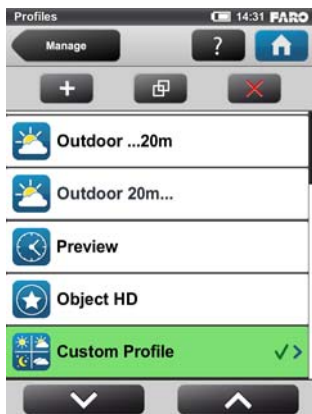 Profiles 14:31 FARO
Manage ?
Outdoor ...20m
Outdoor 20m...
Preview
Object HD
Custom Profile